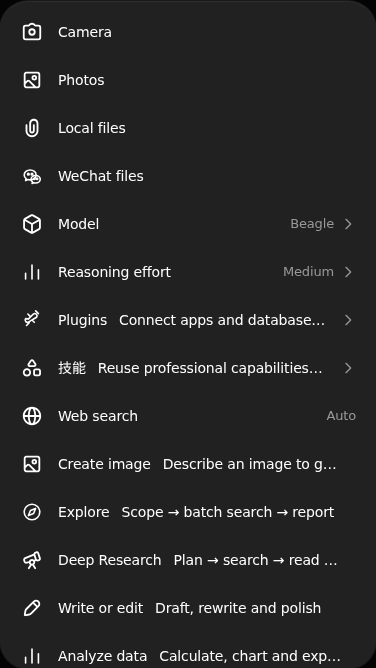 Camera
Photos
Local files
WeChat files
Model Beagle
Reasoning effort Medium
Plugins Connect apps and database...
技能 Reuse professional capabilities...
Web search Auto
Create image Describe an image to g...
Explore Scope → batch search → report
Deep Research Plan → search → read ...
Write or edit Draft, rewrite and polish
Analyze data Calculate, chart and exp...